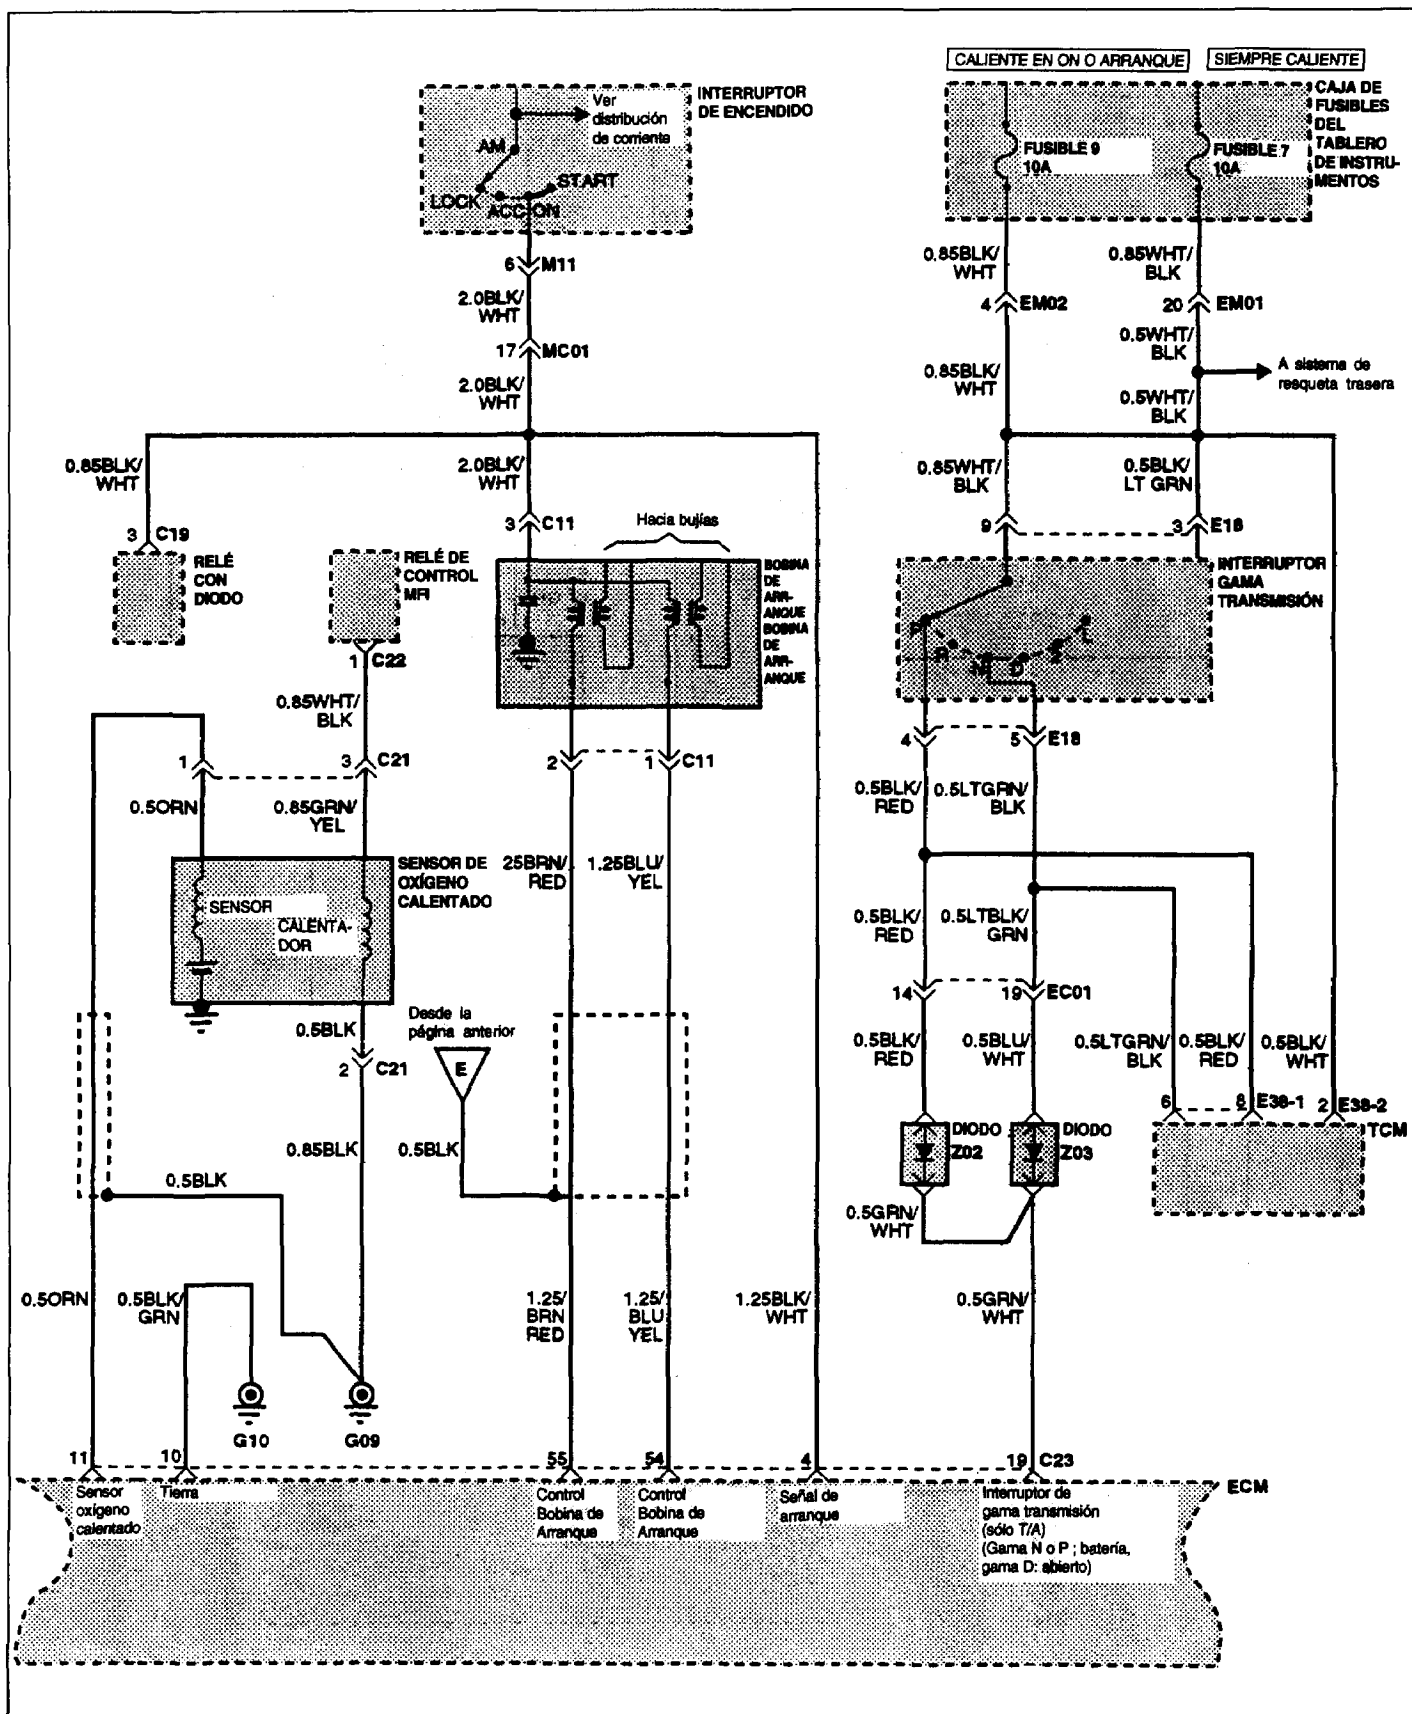 CALIENTE EN ON O ARRANQUE
SIEMPRE CALIENTE
INTERRUPTOR
DE ENCENDIDO
Ver
distribución
de corriente
AM
LOCK
ACC
ON
START
CAJA DE
FUSIBLES
DEL
TABLERO
DE INSTRU-
MENTOS
FUSIBLE 9
10A
FUSIBLE 7
10A
6 M11
2.0BLK/
WHT
17 MC01
2.0BLK/
WHT
0.85BLK/
WHT
0.85WHT/
BLK
4 EM02
20 EM01
0.5WHT/
BLK
0.85BLK/
WHT
A sistema de
resqueta trasera
0.5WHT/
BLK
0.85BLK/
WHT
2.0BLK/
WHT
0.85WHT/
BLK
0.5BLK/
LT GRN
3 C19
3 C11
Hacia bujías
9
3 E18
RELÉ
CON
DIODO
RELÉ DE
CONTROL
MFI
BOBINA
DE
ARR-
ANQUE
BOBINA
DE
ARR-
ANQUE
INTERRUPTOR
GAMA
TRANSMISIÓN
P
R
N
D
2
L
1 C22
0.85WHT/
BLK
1
3 C21
2
1 C11
4
5 E18
0.5ORN
0.85GRN/
YEL
0.5BLK/
RED
0.5LTGRN/
BLK
SENSOR DE
OXÍGENO
CALENTADO
SENSOR
CALENTA-
DOR
25BRN/
RED
1.25BLU/
YEL
0.5BLK/
RED
0.5LTBLK/
GRN
14
19 EC01
0.5BLK
Desde la
página anterior
E
2 C21
0.5BLK/
RED
0.5BLU/
WHT
0.5LTGRN/
BLK
0.5BLK/
RED
0.5BLK/
WHT
6
8 E38-1
2 E38-2
TCM
0.85BLK
0.5BLK
0.5BLK
DIODO
Z02
DIODO
Z03
0.5GRN/
WHT
0.5ORN
0.5BLK/
GRN
1.25/
BRN
RED
1.25/
BLU
YEL
1.25BLK/
WHT
0.5GRN/
WHT
G10
G09
11
10
55
54
4
19 C23
ECM
Sensor
oxígeno
calentado
Tierra
Control
Bobina de
Arranque
Control
Bobina de
Arranque
Señal de
arranque
Interruptor de
gama transmisión
(sólo T/A)
(Gama N o P ; batería,
gama D: abierto)